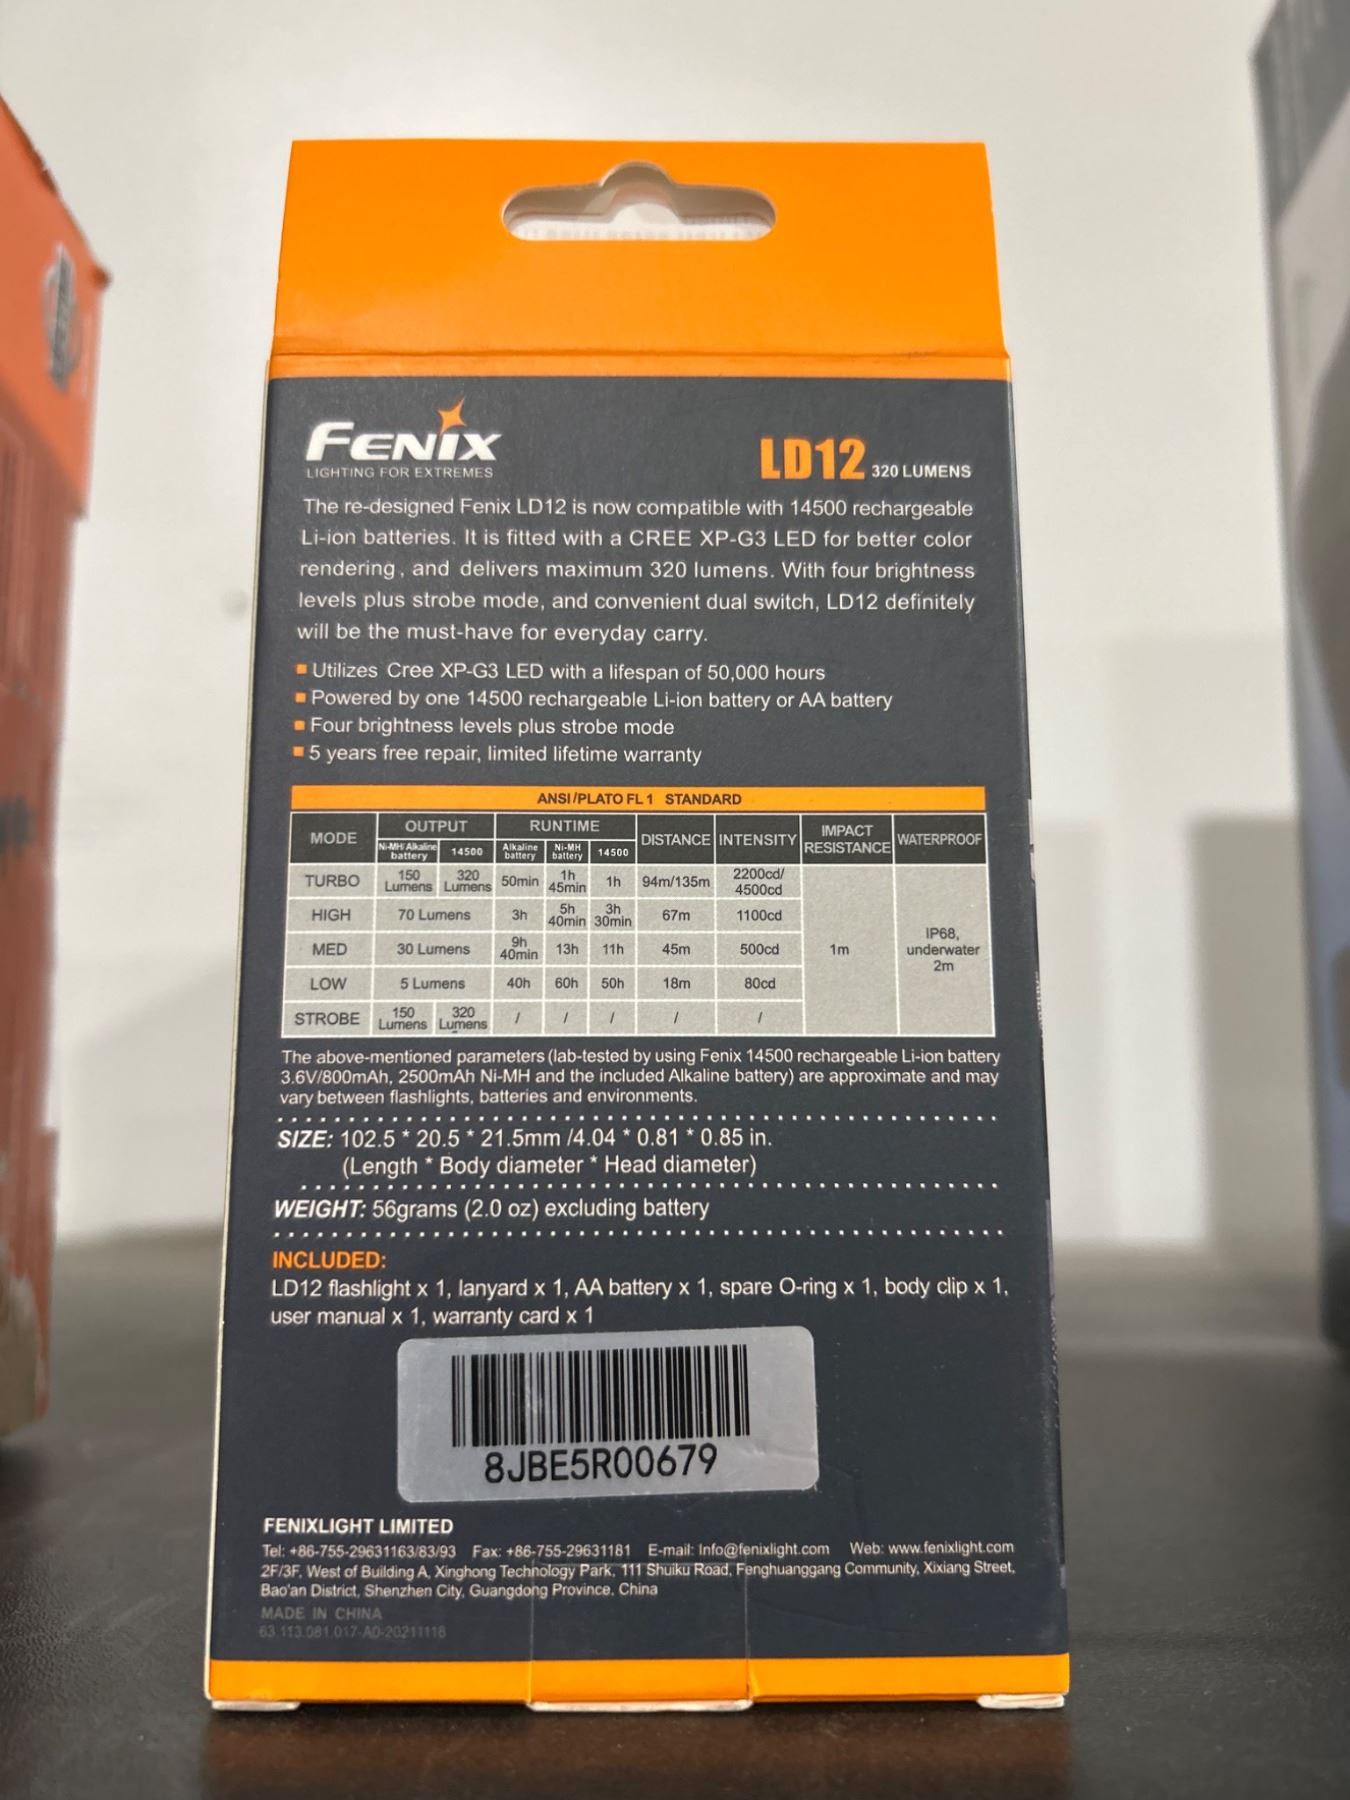 FENIX
LIGHTING FOR EXTREMES
LD12 320 LUMENS
The re-designed Fenix LD12 is now compatible with 14500 rechargeable
Li-ion batteries. It is fitted with a CREE XP-G3 LED for better color
rendering, and delivers maximum 320 lumens. With four brightness
levels plus strobe mode, and convenient dual switch, LD12 definitely
will be the must-have for everyday carry.
Utilizes Cree XP-G3 LED with a lifespan of 50,000 hours
Powered by one 14500 rechargeable Li-ion battery or AA battery
Four brightness levels plus strobe mode
5 years free repair, limited lifetime warranty
ANSI/PLATO FL 1 STANDARD
MODE OUTPUT RUNTIME DISTANCE INTENSITY IMPACT RESISTANCE WATERPROOF
Ni-MH/Alkaline battery 14500 Alkaline battery Ni-MH battery 14500
TURBO 150 Lumens 320 Lumens 50min 1h 45min 1h 94m/135m 2200cd/ 4500cd
HIGH 70 Lumens 3h 5h 40min 3h 30min 67m 1100cd
MED 30 Lumens 9h 40min 13h 11h 45m 500cd 1m IP68, underwater 2m
LOW 5 Lumens 40h 60h 50h 18m 80cd
STROBE 150 Lumens 320 Lumens / / / / /
The above-mentioned parameters (lab-tested by using Fenix 14500 rechargeable Li-ion battery
3.6V/800mAh, 2500mAh Ni-MH and the included Alkaline battery) are approximate and may
vary between flashlights, batteries and environments.
SIZE: 102.5 * 20.5 * 21.5mm /4.04 * 0.81 * 0.85 in.
(Length * Body diameter * Head diameter)
WEIGHT: 56grams (2.0 oz) excluding battery
INCLUDED:
LD12 flashlight x 1, lanyard x 1, AA battery x 1, spare O-ring x 1, body clip x 1,
user manual x 1, warranty card x 1
8JBE5R00679
FENIXLIGHT LIMITED
Tel: +86-755-29631163/83/93 Fax: +86-755-29631181 E-mail: Info@fenixlight.com Web: www.fenixlight.com
2F/3F, West of Building A, Xinghong Technology Park, 111 Shuiku Road, Fenghuanggang Community, Xixiang Street,
Bao'an District, Shenzhen City, Guangdong Province, China
MADE IN CHINA
63.113.081.017-A0-20211118